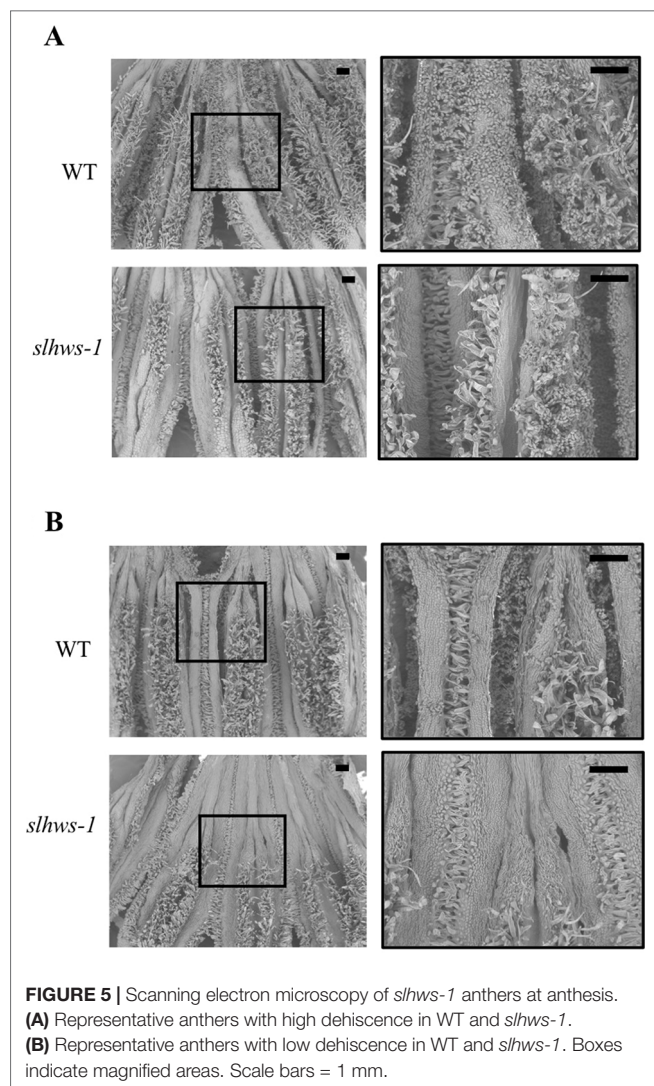 A
WT
slhws-1
B
WT
slhws-1
FIGURE 5 | Scanning electron microscopy of slhws-1 anthers at anthesis.
(A) Representative anthers with high dehiscence in WT and slhws-1.
(B) Representative anthers with low dehiscence in WT and slhws-1. Boxes
indicate magnified areas. Scale bars = 1 mm.